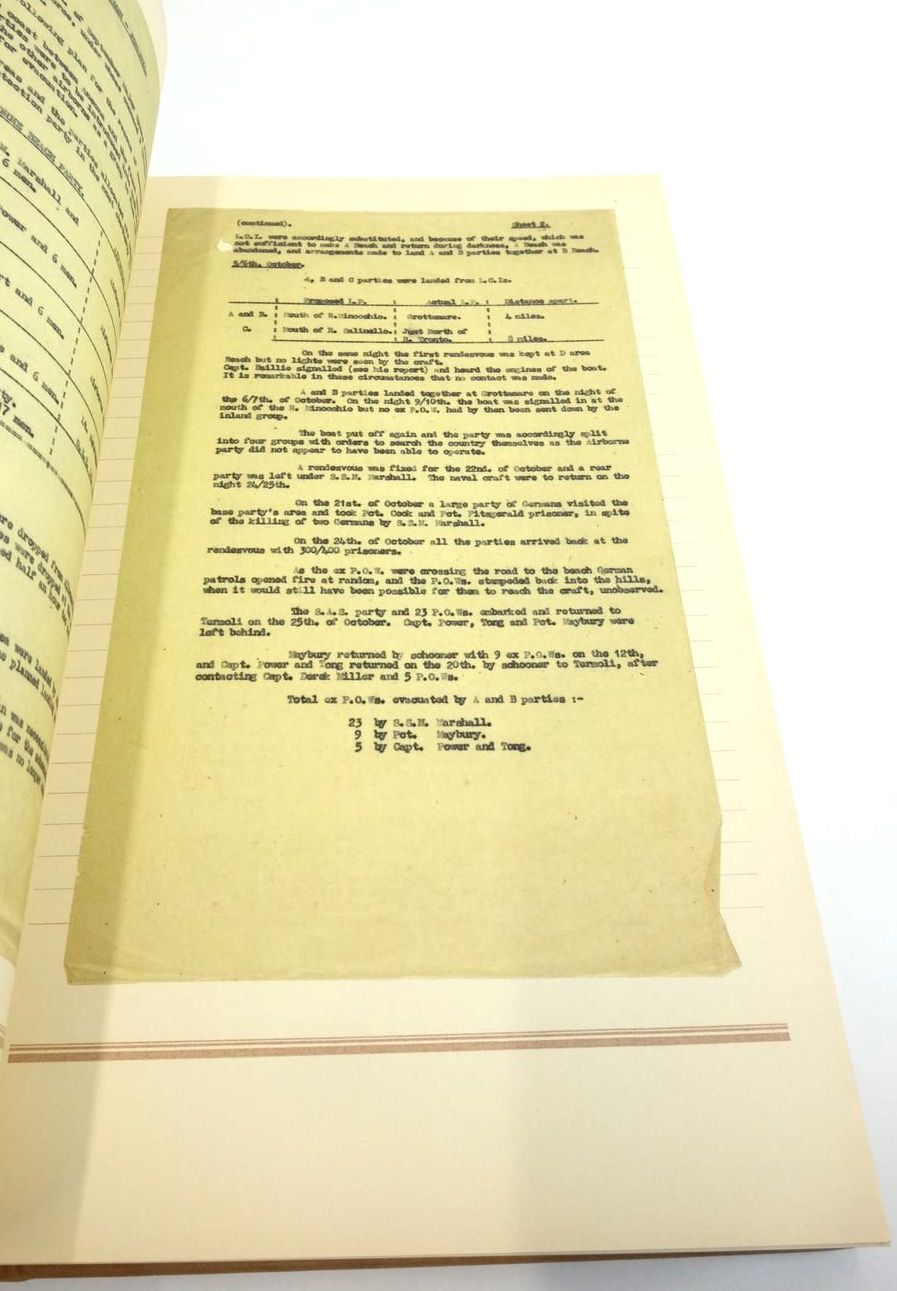 (continued). Sheet 2.
L.C.I. were accordingly substituted, and because of their speed, which was
not sufficient to make A Beach and return during darkness, A Beach was
abandoned, and arrangements made to land A and B parties together at B Beach.
5/6th. October.
A, B and C parties were landed from L.C.Is.
Proposed L.P. : Actual L.P. : Distance apart.
A and B. : Mouth of R.Minocchio. : Grottamare. : 4 miles.
C. : Mouth of R. Salinello. : Just North of
R. Tronto. : 8 miles.
On the same night the first rendezvous was kept at D area
Beach but no lights were seen by the craft.
Capt. Baillie signalled (see his report) and heard the engines of the boat.
It is remarkable in these circumstances that no contact was made.
A and B parties landed together at Grottamare on the night of
the 6/7th. of October. On the night 9/10th. the boat was signalled in at the
mouth of the R. Minocchio but no ex P.O.W. had by then been sent down by the
inland group.
The boat put off again and the party was accordingly split
into four groups with orders to search the country themselves as the Airborne
party did not appear to have been able to operate.
A rendezvous was fixed for the 22nd. of October and a rear
party was left under S.S.M. Marshall. The naval craft were to return on the
night 24/25th.
On the 21st. of October a large party of Germans visited the
base party's area and took Pct. Cock and Pct. Fitzgerald prisoner, in spite
of the killing of two Germans by S.S.M. Marshall.
On the 24th. of October all the parties arrived back at the
rendezvous with 300/400 prisoners.
As the ex P.O.W. were crossing the road to the beach German
patrols opened fire at random, and the P.O.Ws. stampeded back into the hills,
when it would still have been possible for them to reach the craft, unobserved.
The S.A.S. party and 23 P.O.Ws. embarked and returned to
Termoli on the 25th. of October. Capt. Power, Tong and Pct. Maybury were
left behind.
Maybury returned by schooner with 9 ex P.O.Ws. on the 12th,
and Capt. Power and Tong returned on the 20th. by schooner to Termoli, after
contacting Capt. Derek Miller and 5 P.O.Ws.
Total ex P.O.Ws. evacuated by A and B parties :-
23 by S.S.M. Marshall.
9 by Pct. Maybury.
5 by Capt. Power and Tong.